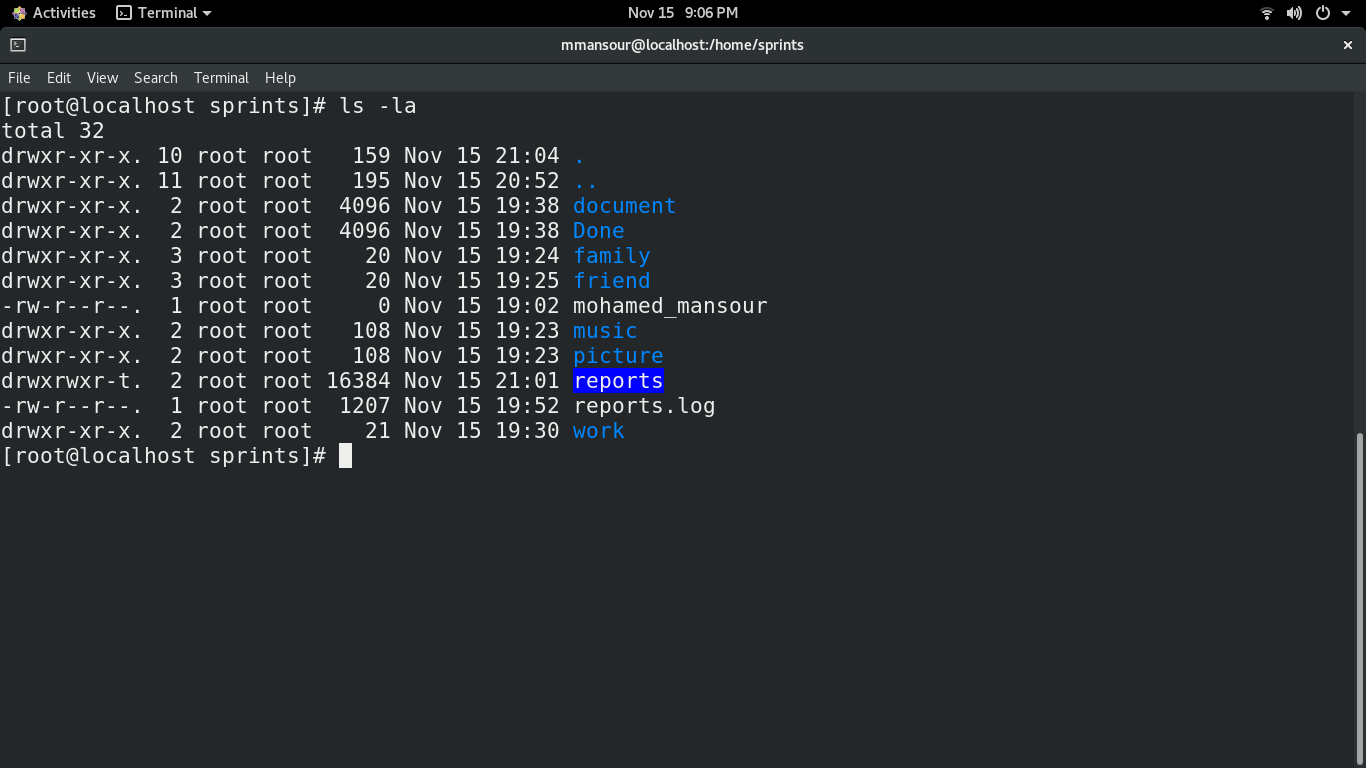 Activities Terminal Nov 15 9:06 PM
mmansour@localhost:/home/sprints ×
File Edit View Search Terminal Help
[root@localhost sprints]# ls -la
total 32
drwxr-xr-x. 10 root root   159 Nov 15 21:04 .
drwxr-xr-x. 11 root root   195 Nov 15 20:52 ..
drwxr-xr-x.  2 root root  4096 Nov 15 19:38 document
drwxr-xr-x.  2 root root  4096 Nov 15 19:38 Done
drwxr-xr-x.  3 root root    20 Nov 15 19:24 family
drwxr-xr-x.  3 root root    20 Nov 15 19:25 friend
-rw-r--r--.  1 root root     0 Nov 15 19:02 mohamed_mansour
drwxr-xr-x.  2 root root   108 Nov 15 19:23 music
drwxr-xr-x.  2 root root   108 Nov 15 19:23 picture
drwxrwxr-t.  2 root root 16384 Nov 15 21:01 reports
-rw-r--r--.  1 root root  1207 Nov 15 19:52 reports.log
drwxr-xr-x.  2 root root    21 Nov 15 19:30 work
[root@localhost sprints]#